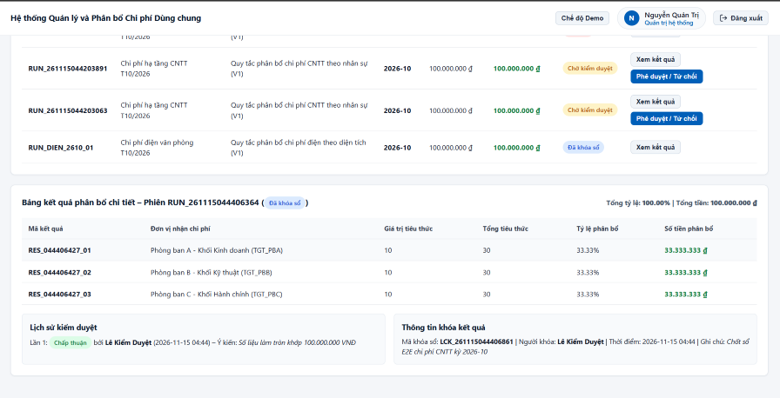 Hệ thống Quản lý và Phân bổ Chi phí Dùng chung
Chế độ Demo
N
Nguyễn Quản Trị
Quản trị hệ thống
Đăng xuất
T10/2026
(V1)
RUN_261115044203891
Chi phí hạ tầng CNTT
T10/2026
Quy tắc phân bổ chi phí CNTT theo nhân sự
(V1)
2026-10
100.000.000 ₫
100.000.000 ₫
Chờ kiểm duyệt
Xem kết quả
Phê duyệt / Từ chối
RUN_261115044203063
Chi phí hạ tầng CNTT
T10/2026
Quy tắc phân bổ chi phí CNTT theo nhân sự
(V1)
2026-10
100.000.000 ₫
100.000.000 ₫
Chờ kiểm duyệt
Xem kết quả
Phê duyệt / Từ chối
RUN_DIEN_2610_01
Chi phí điện văn phòng
T10/2026
Quy tắc phân bổ chi phí điện theo diện tích
(V1)
2026-10
100.000.000 ₫
100.000.000 ₫
Đã khóa sổ
Xem kết quả
Bảng kết quả phân bổ chi tiết – Phiên RUN_261115044406364 ( Đã khóa sổ )
Tổng tỷ lệ: 100.00% | Tổng tiền: 100.000.000 ₫
Mã kết quả Đơn vị nhận chi phí Giá trị tiêu thức Tổng tiêu thức Tỷ lệ phân bổ Số tiền phân bổ
RES_044406427_01 Phòng ban A - Khối Kinh doanh (TGT_PBA) 10 30 33.33% 33.333.333 ₫
RES_044406427_02 Phòng ban B - Khối Kỹ thuật (TGT_PBB) 10 30 33.33% 33.333.333 ₫
RES_044406427_03 Phòng ban C - Khối Hành chính (TGT_PBC) 10 30 33.33% 33.333.333 ₫
Lịch sử kiểm duyệt
Lần 1: Chấp thuận bởi Lê Kiểm Duyệt (2026-11-15 04:44) – Ý kiến: Số liệu làm tròn khớp 100.000.000 VNĐ
Thông tin khóa kết quả
Mã khóa sổ: LCK_261115044406861 | Người khóa: Lê Kiểm Duyệt | Thời điểm: 2026-11-15 04:44 | Ghi chú: Chốt sổ
E2E chi phí CNTT kỳ 2026-10